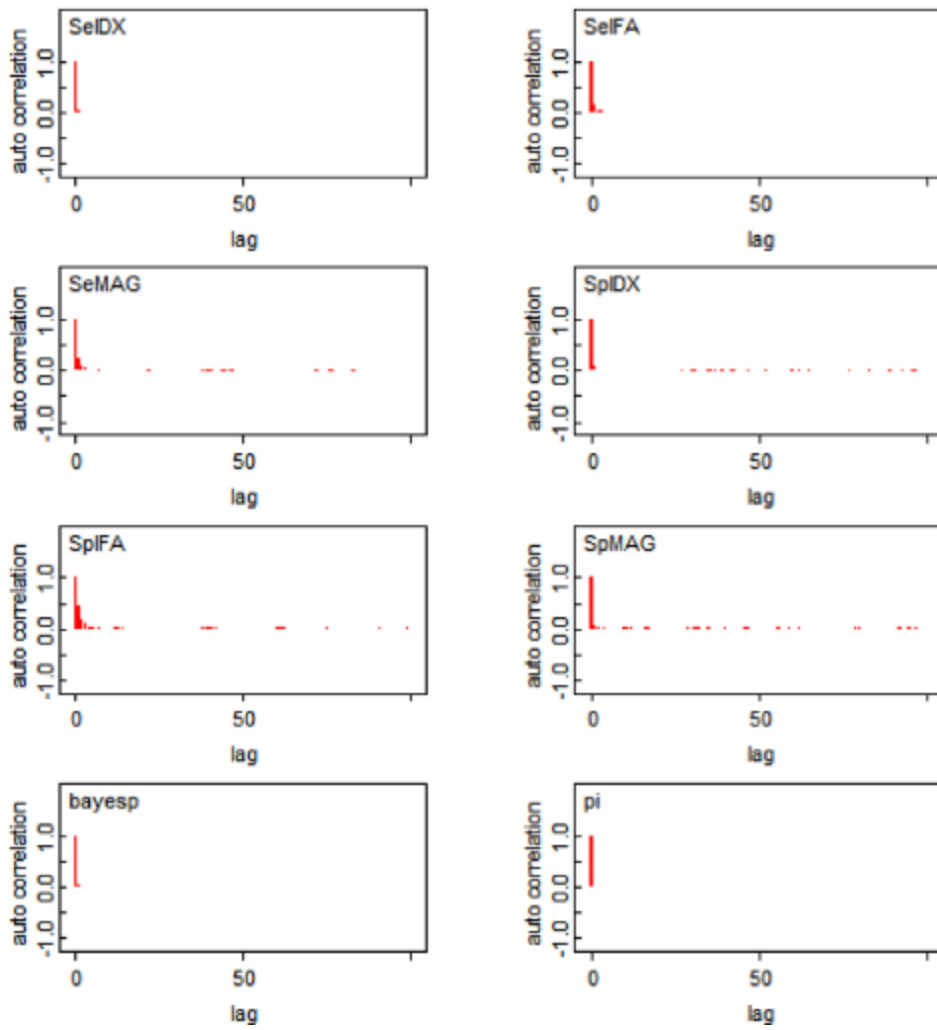 SeIDX
auto correlation
1.0
0.0
-1.0
0 50
lag
SeIFA
auto correlation
1.0
0.0
-1.0
0 50
lag
SeMAG
auto correlation
1.0
0.0
-1.0
0 50
lag
SpIDX
auto correlation
1.0
0.0
-1.0
0 50
lag
SpIFA
auto correlation
1.0
0.0
-1.0
0 50
lag
SpMAG
auto correlation
1.0
0.0
-1.0
0 50
lag
bayesp
auto correlation
1.0
0.0
-1.0
0 50
lag
pi
auto correlation
1.0
0.0
-1.0
0 50
lag